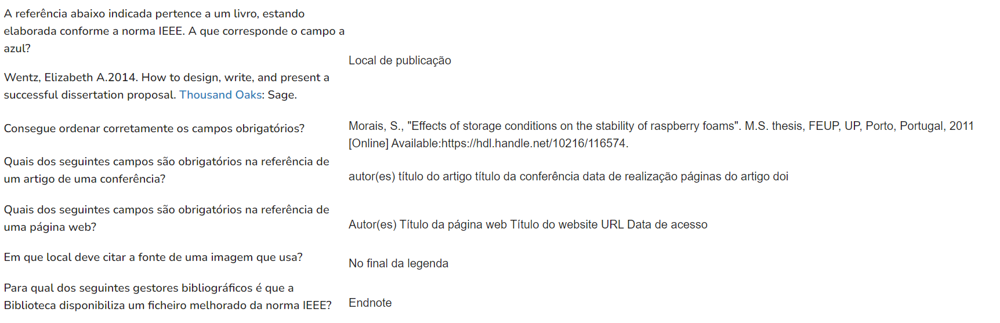 A referência abaixo indicada pertence a um livro, estando
elaborada conforme a norma IEEE. A que corresponde o campo a
azul?
Local de publicação
Wentz, Elizabeth A.2014. How to design, write, and present a
successful dissertation proposal. Thousand Oaks: Sage.
Consegue ordenar corretamente os campos obrigatórios?
Morais, S., "Effects of storage conditions on the stability of raspberry foams". M.S. thesis, FEUP, UP, Porto, Portugal, 2011
[Online] Available:https://hdl.handle.net/10216/116574.
Quais dos seguintes campos são obrigatórios na referência de
um artigo de uma conferência?
autor(es) título do artigo título da conferência data de realização páginas do artigo doi
Quais dos seguintes campos são obrigatórios na referência de
uma página web?
Autor(es) Título da página web Título do website URL Data de acesso
Em que local deve citar a fonte de uma imagem que usa?
No final da legenda
Para qual dos seguintes gestores bibliográficos é que a
Biblioteca disponibiliza um ficheiro melhorado da norma IEEE?
Endnote